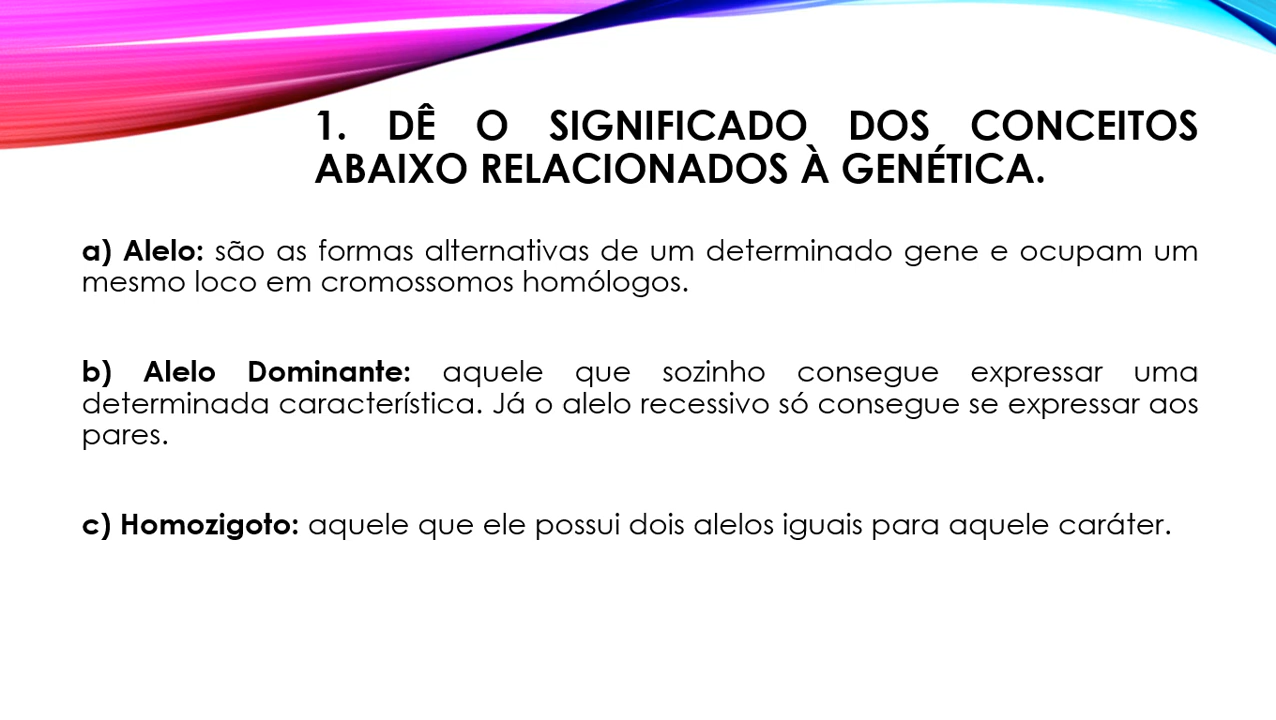 1. DÊ O SIGNIFICADO DOS CONCEITOS
ABAIXO RELACIONADOS À GENÉTICA.
a) Alelo: são as formas alternativas de um determinado gene e ocupam um
mesmo loco em cromossomos homólogos.
b) Alelo Dominante: aquele que sozinho consegue expressar uma
determinada característica. Já o alelo recessivo só consegue se expressar aos
pares.
c) Homozigoto: aquele que ele possui dois alelos iguais para aquele caráter.